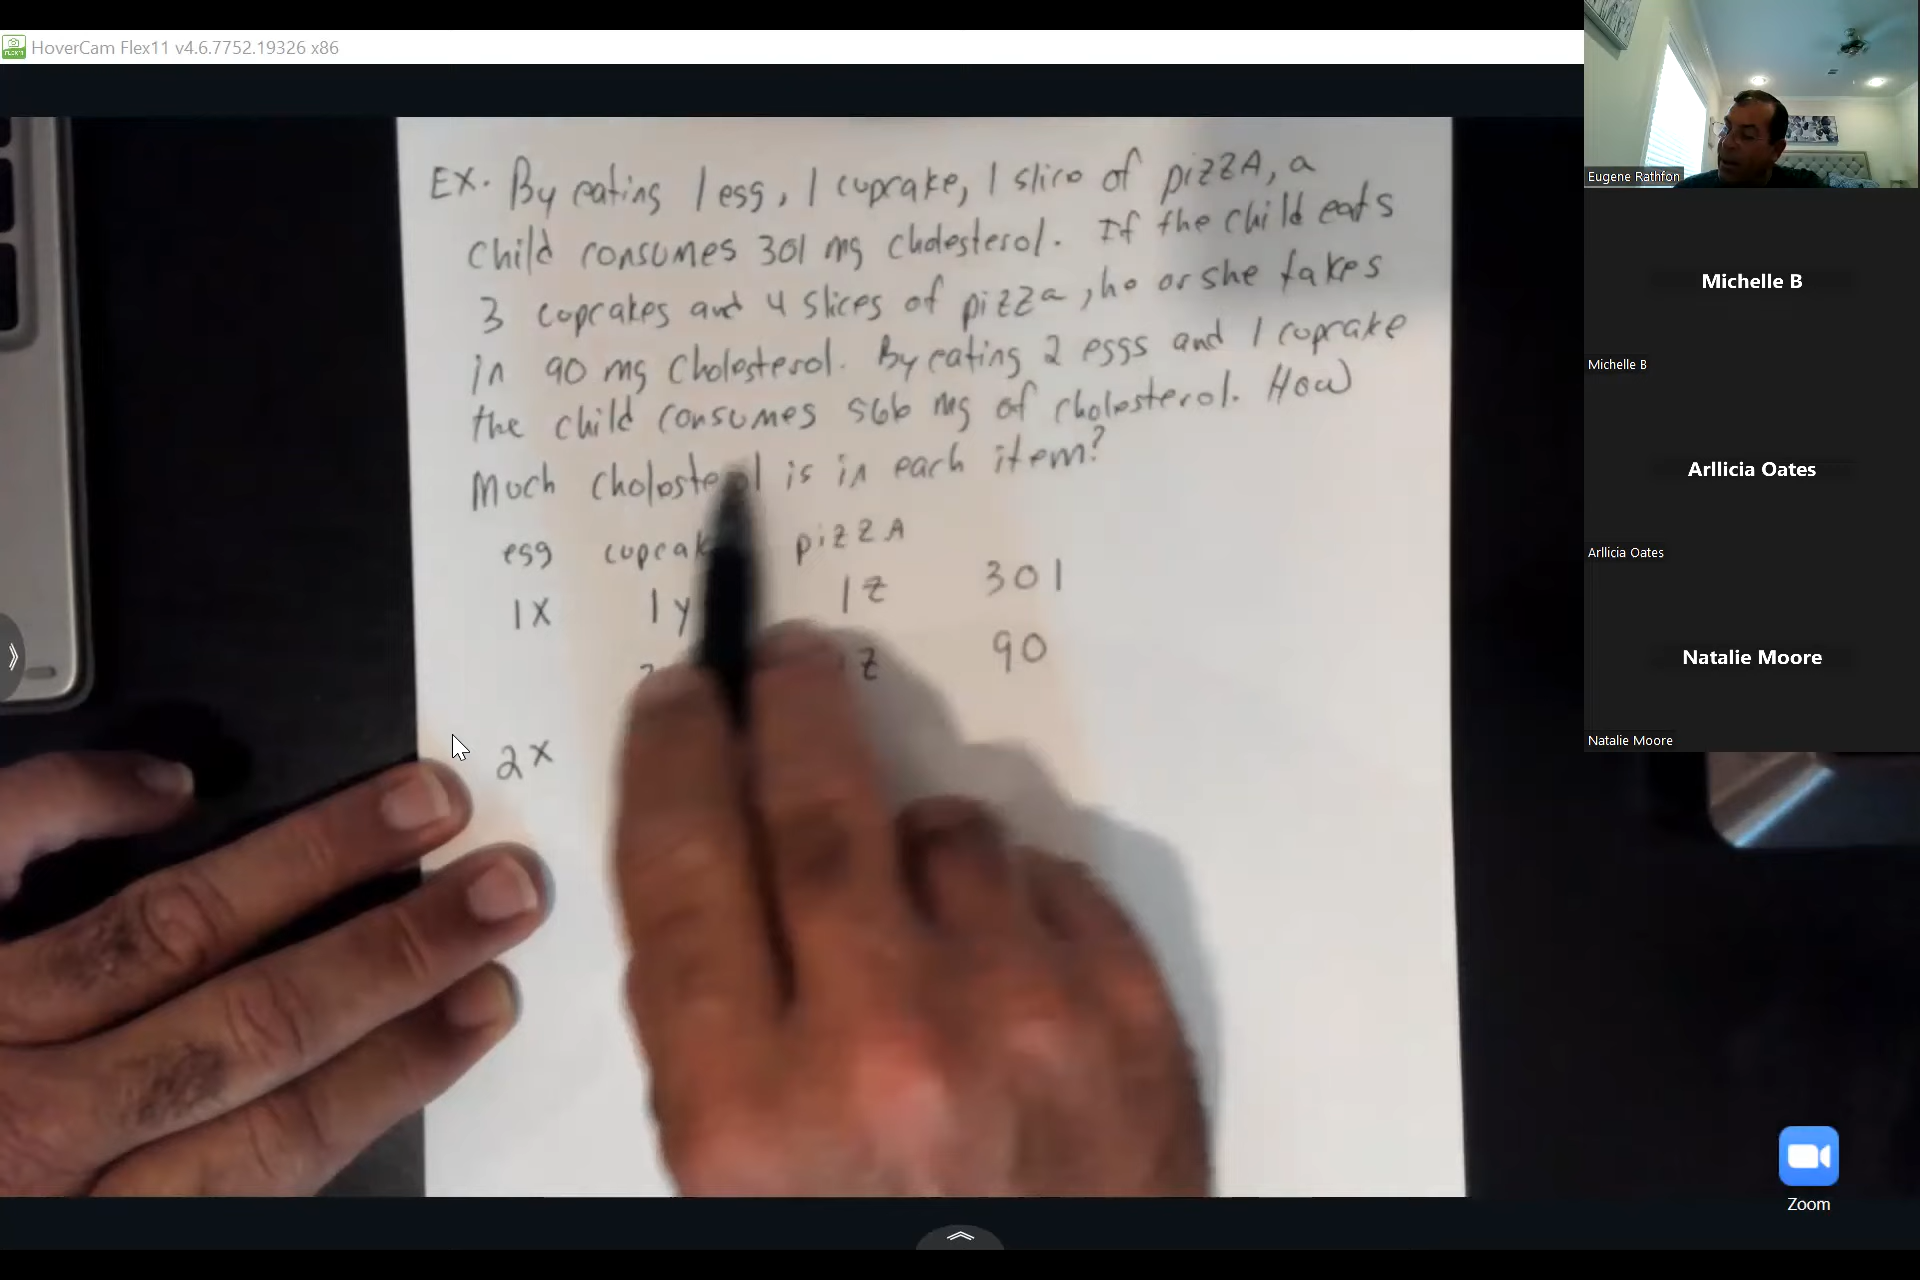 HoverCam Flex11 v4.6.7752.19326 x86
EX. By eating 1 egg, 1 cupcake, 1 slice of pizzA, a
child consumes 301 mg cholesterol. If the child eats
3 cupcakes and 4 slices of pizza, he or she takes
in 90 mg cholesterol. By eating 2 eggs and 1 cupcake
the child consumes 566 mg of cholesterol. How
Much cholesterol is in each item?
egg pizzA
1x 1y 1z 301
z 90
2x
Eugene Rathfon
Michelle B
Michelle B
Arllicia Oates
Arllicia Oates
Natalie Moore
Natalie Moore
Zoom